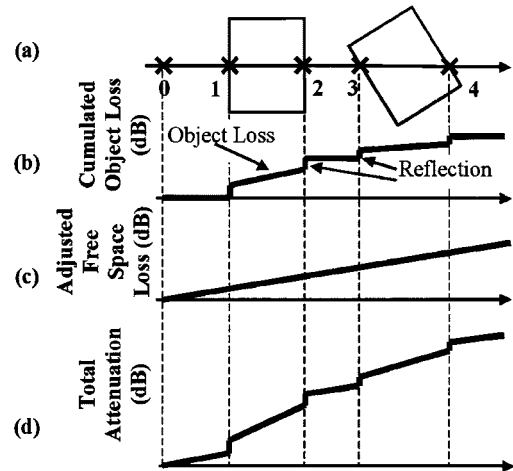 (a)
0 1 2 3 4
(b)
Cumulated
Object Loss
(dB)
Object Loss
Reflection
(c)
Adjusted
Free
Space
Loss (dB)
(d)
Total
Attenuation
(dB)